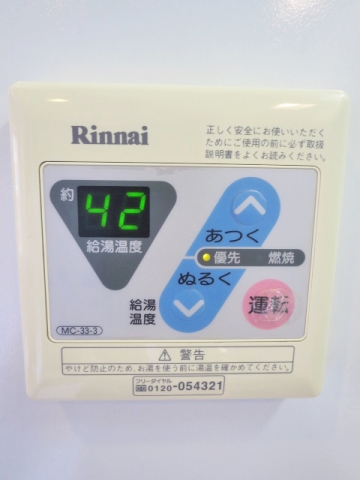 Rinnai
正しく安全にお使いいただく
ためにご使用の前に必ず取扱
説明書をよくお読みください。
約
42
給湯温度
あつく
優先 燃焼
ぬるく
給湯
温度
運転
MC-33-3
⚠ 警告
やけど防止のため、お湯を使う前に湯温を確かめてください。
フリーダイヤル
0120-054321